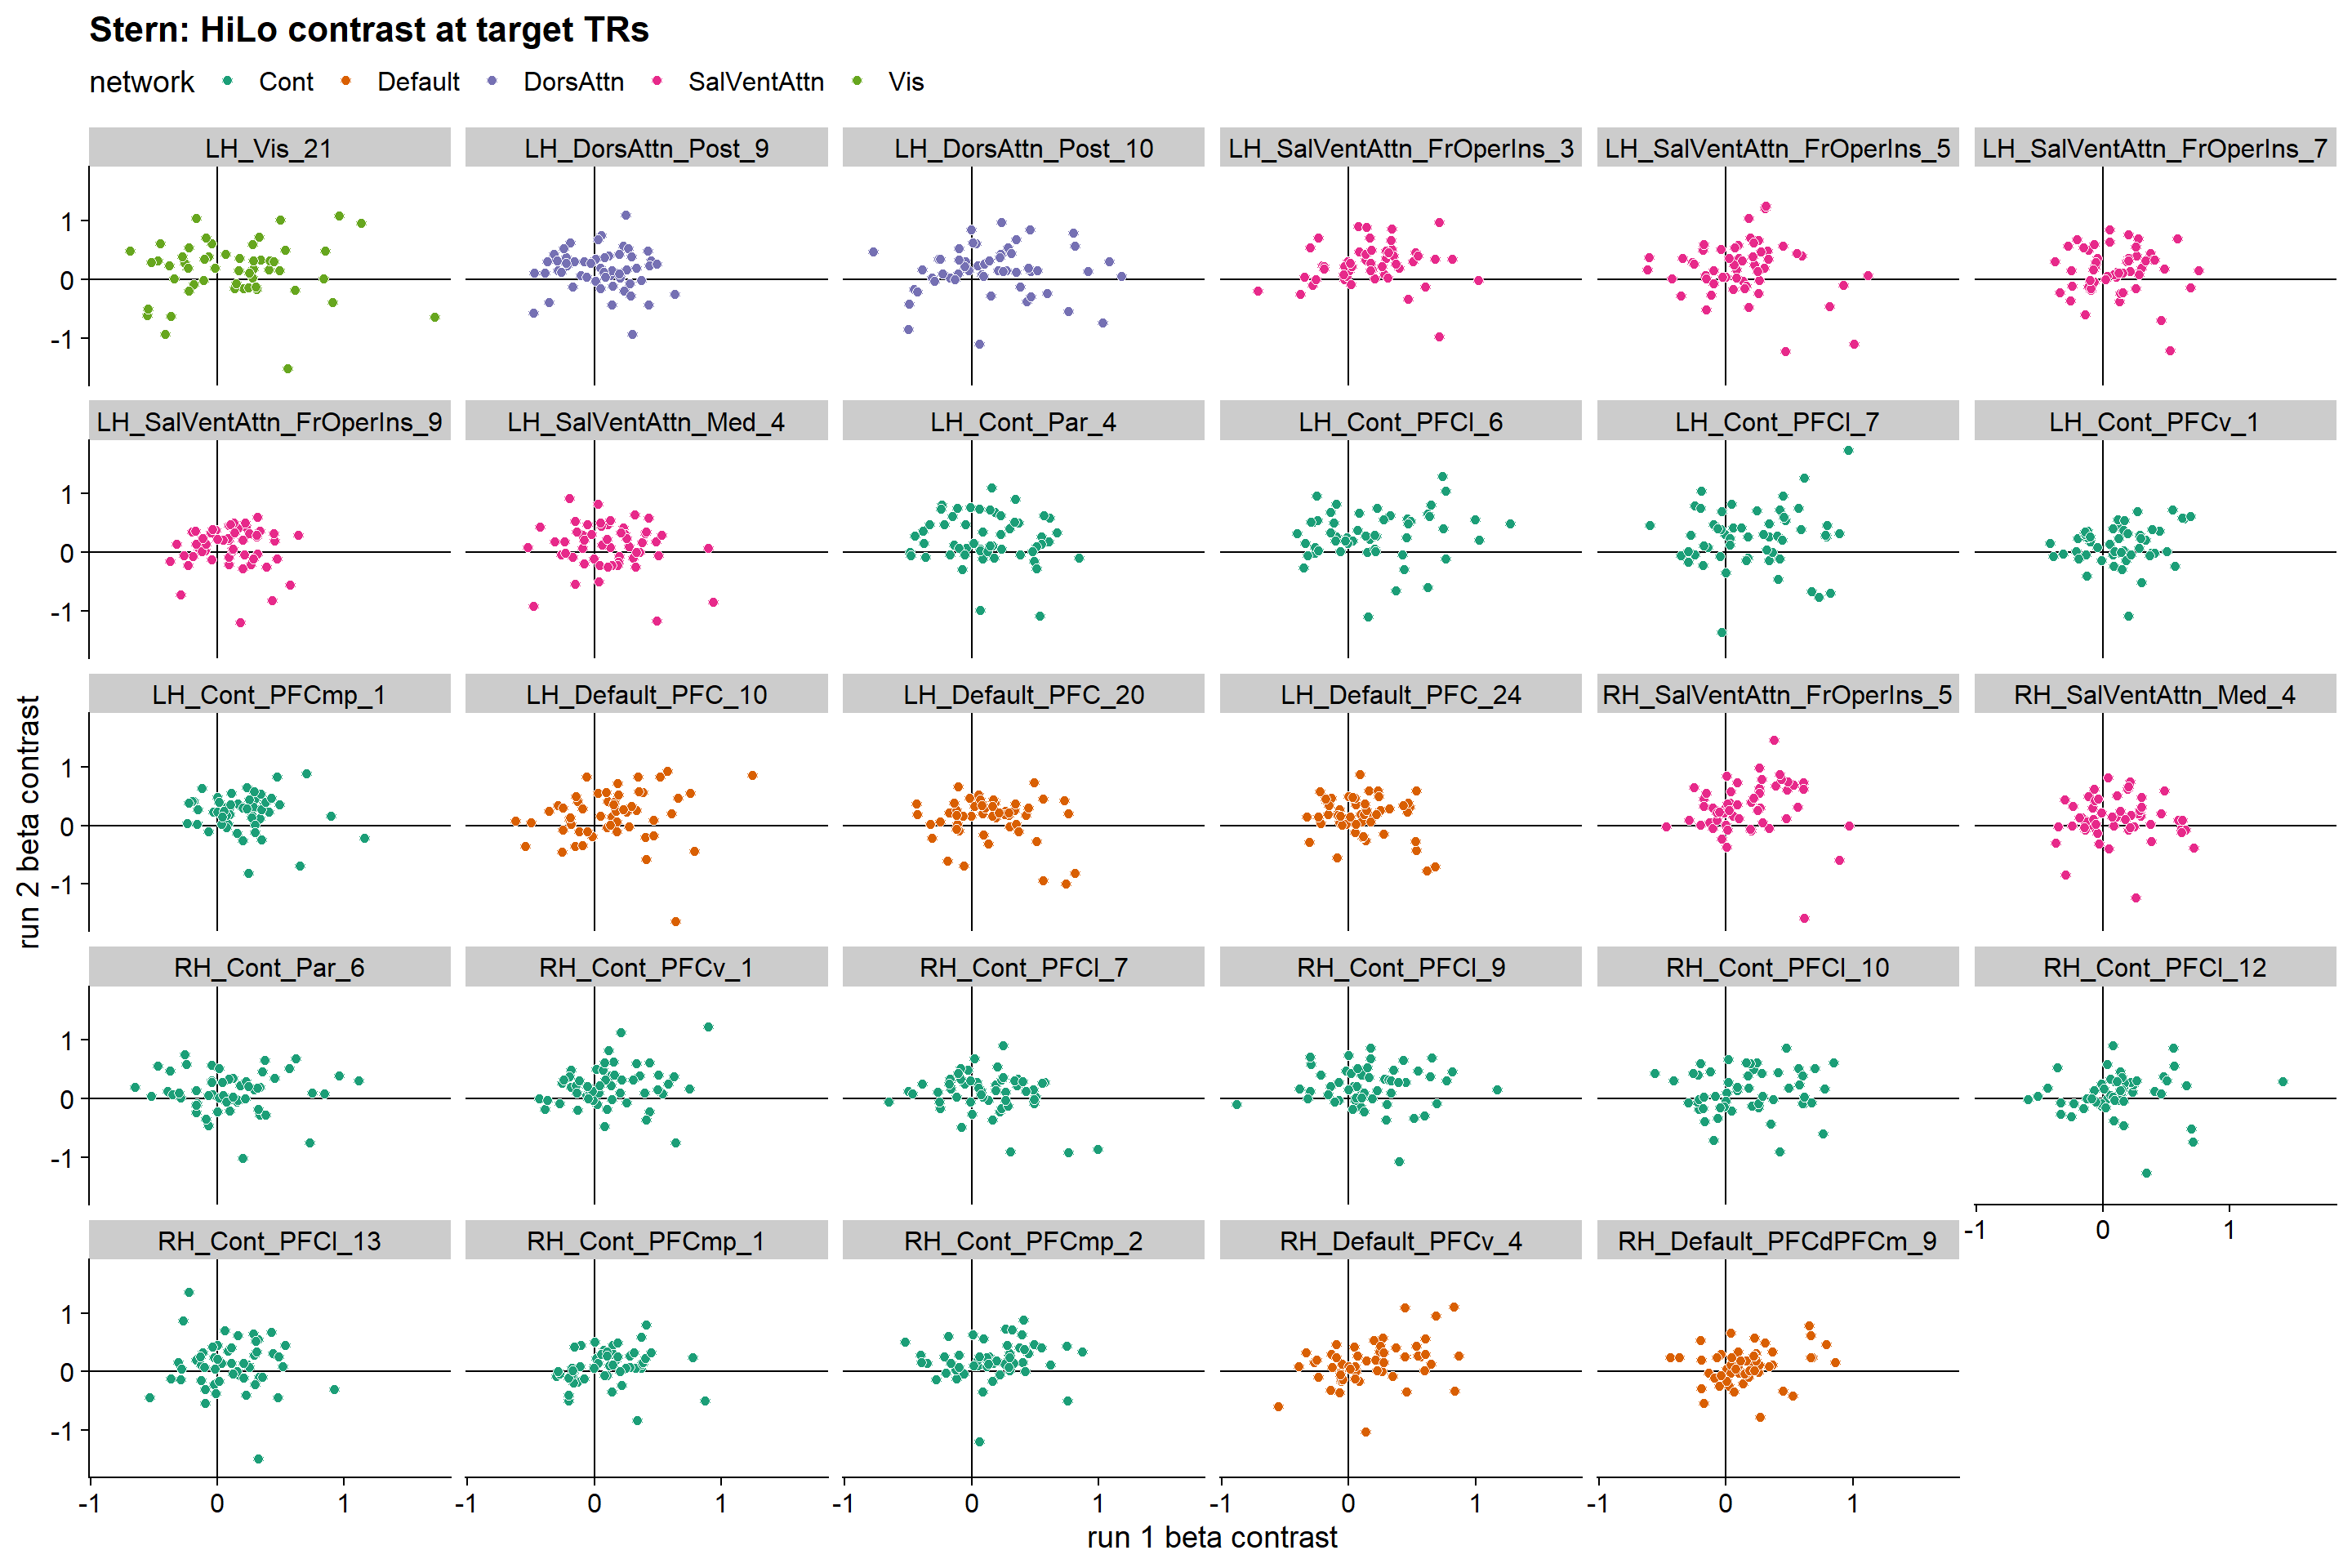 Stern: HiLo contrast at target TRs
network Cont Default DorsAttn SalVentAttn Vis
LH_Vis_21 LH_DorsAttn_Post_9 LH_DorsAttn_Post_10 LH_SalVentAttn_FrOperIns_3 LH_SalVentAttn_FrOperIns_5 LH_SalVentAttn_FrOperIns_7
1
0
-1
LH_SalVentAttn_FrOperIns_9 LH_SalVentAttn_Med_4 LH_Cont_Par_4 LH_Cont_PFCl_6 LH_Cont_PFCl_7 LH_Cont_PFCv_1
1
0
-1
LH_Cont_PFCmp_1 LH_Default_PFC_10 LH_Default_PFC_20 LH_Default_PFC_24 RH_SalVentAttn_FrOperIns_5 RH_SalVentAttn_Med_4
1
0
-1
run 2 beta contrast
RH_Cont_Par_6 RH_Cont_PFCv_1 RH_Cont_PFCl_7 RH_Cont_PFCl_9 RH_Cont_PFCl_10 RH_Cont_PFCl_12
1
0
-1
-1 0 1
RH_Cont_PFCl_13 RH_Cont_PFCmp_1 RH_Cont_PFCmp_2 RH_Default_PFCv_4 RH_Default_PFCdPFCm_9
1
0
-1
-1 0 1 -1 0 1 -1 0 1 -1 0 1 -1 0 1
run 1 beta contrast